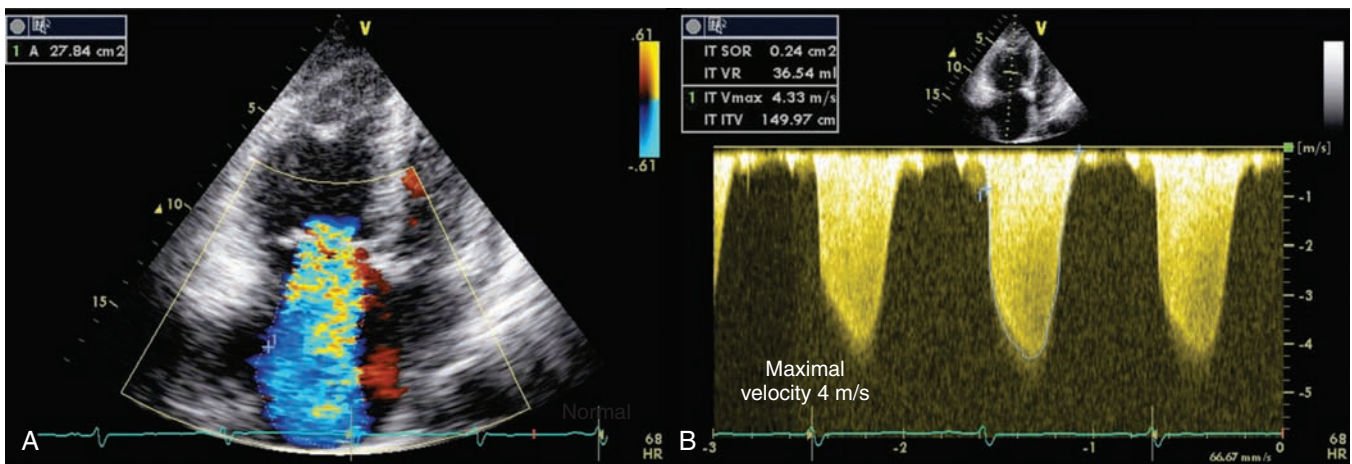 1 A 27.84 cm2
V
.61
-.61
5
10
15
Normal
A
68
HR
IT SOR 0.24 cm2
IT VR 36.54 ml
1 IT Vmax 4.33 m/s
IT ITV 149.97 cm
V
5
10
15
[m/s]
-1
-2
-3
-4
-5
Maximal
velocity 4 m/s
B
-3
-2
-1
0
66.67 mm/s
68
HR